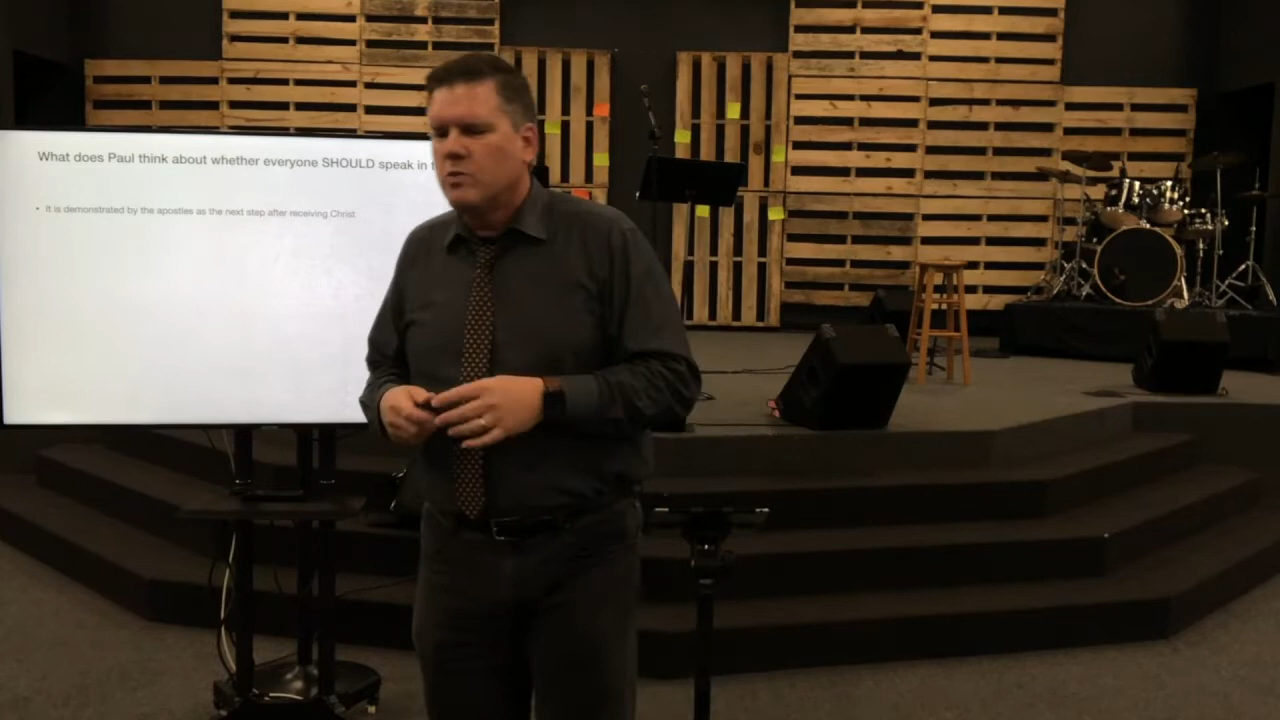 What does Paul think about whether everyone SHOULD speak in
• It is demonstrated by the apostles as the next step after receiving Christ